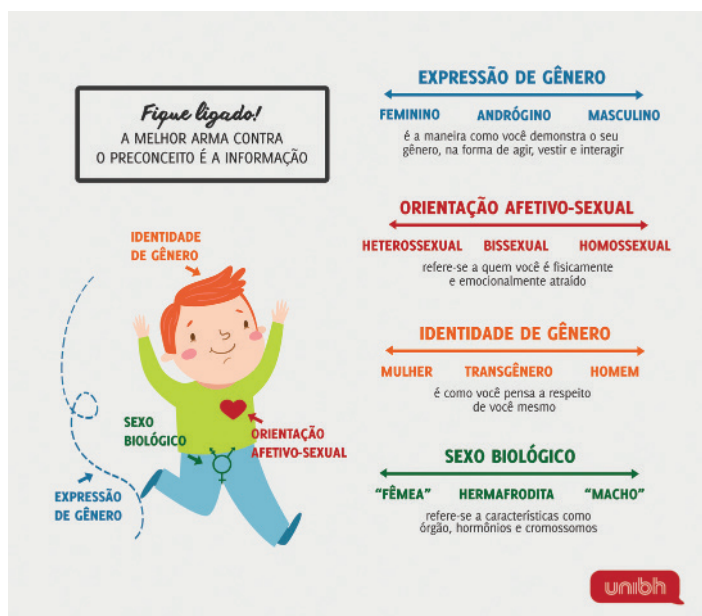 Fique ligado!
A MELHOR ARMA CONTRA
O PRECONCEITO É A INFORMAÇÃO
IDENTIDADE
DE GÊNERO
SEXO
BIOLÓGICO
ORIENTAÇÃO
AFETIVO-SEXUAL
EXPRESSÃO
DE GÊNERO
EXPRESSÃO DE GÊNERO
FEMININO ANDRÓGINO MASCULINO
é a maneira como você demonstra o seu
gênero, na forma de agir, vestir e interagir
ORIENTAÇÃO AFETIVO-SEXUAL
HETEROSSEXUAL BISSEXUAL HOMOSSEXUAL
refere-se a quem você é fisicamente
e emocionalmente atraído
IDENTIDADE DE GÊNERO
MULHER TRANSGÊNERO HOMEM
é como você pensa a respeito
de você mesmo
SEXO BIOLÓGICO
“FÊMEA” HERMAFRODITA “MACHO”
refere-se a características como
órgão, hormônios e cromossomos
unibh